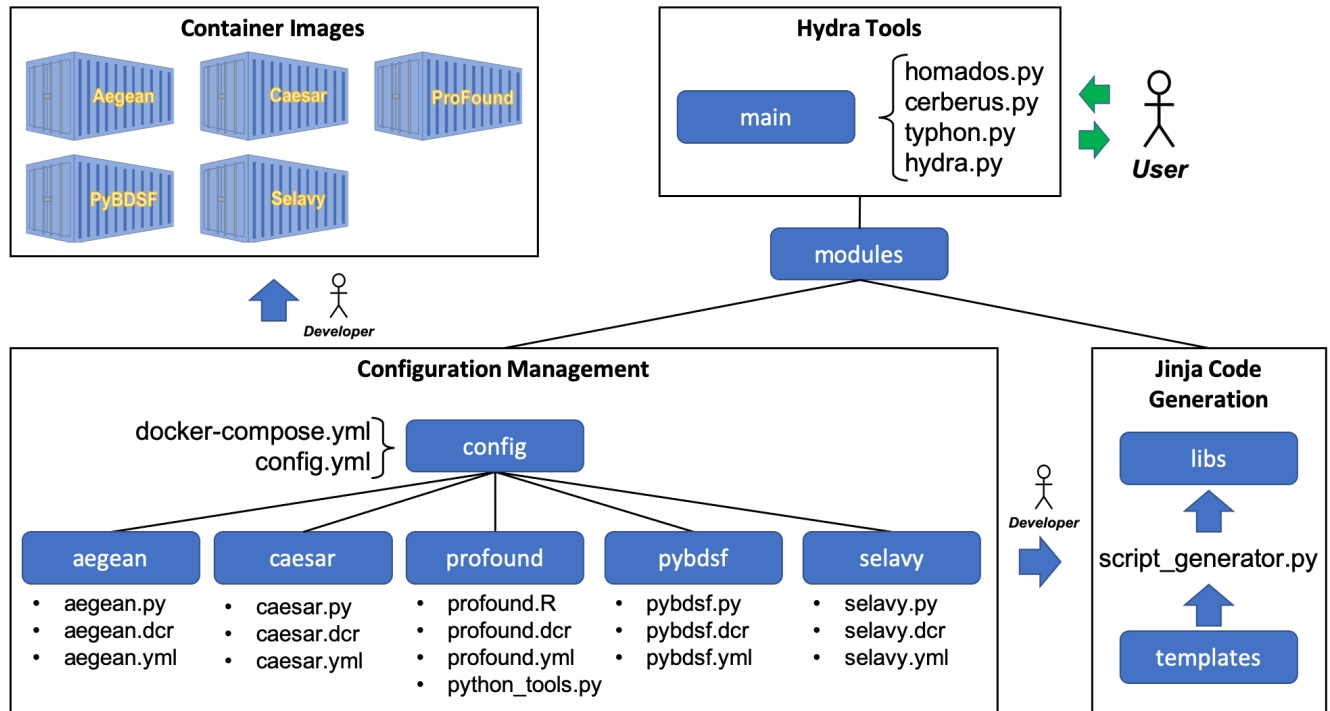 Container Images
Aegean
Caesar
ProFound
PyBDSF
Selavy
Hydra Tools
main
homados.py
cerberus.py
typhon.py
hydra.py
User
modules
Developer
Configuration Management
docker-compose.yml
config.yml
config
aegean
caesar
profound
pybdsf
selavy
• aegean.py
• aegean.dcr
• aegean.yml
• caesar.py
• caesar.dcr
• caesar.yml
• profound.R
• profound.dcr
• profound.yml
• python_tools.py
• pybdsf.py
• pybdsf.dcr
• pybdsf.yml
• selavy.py
• selavy.dcr
• selavy.yml
Developer
Jinja Code
Generation
libs
script_generator.py
templates